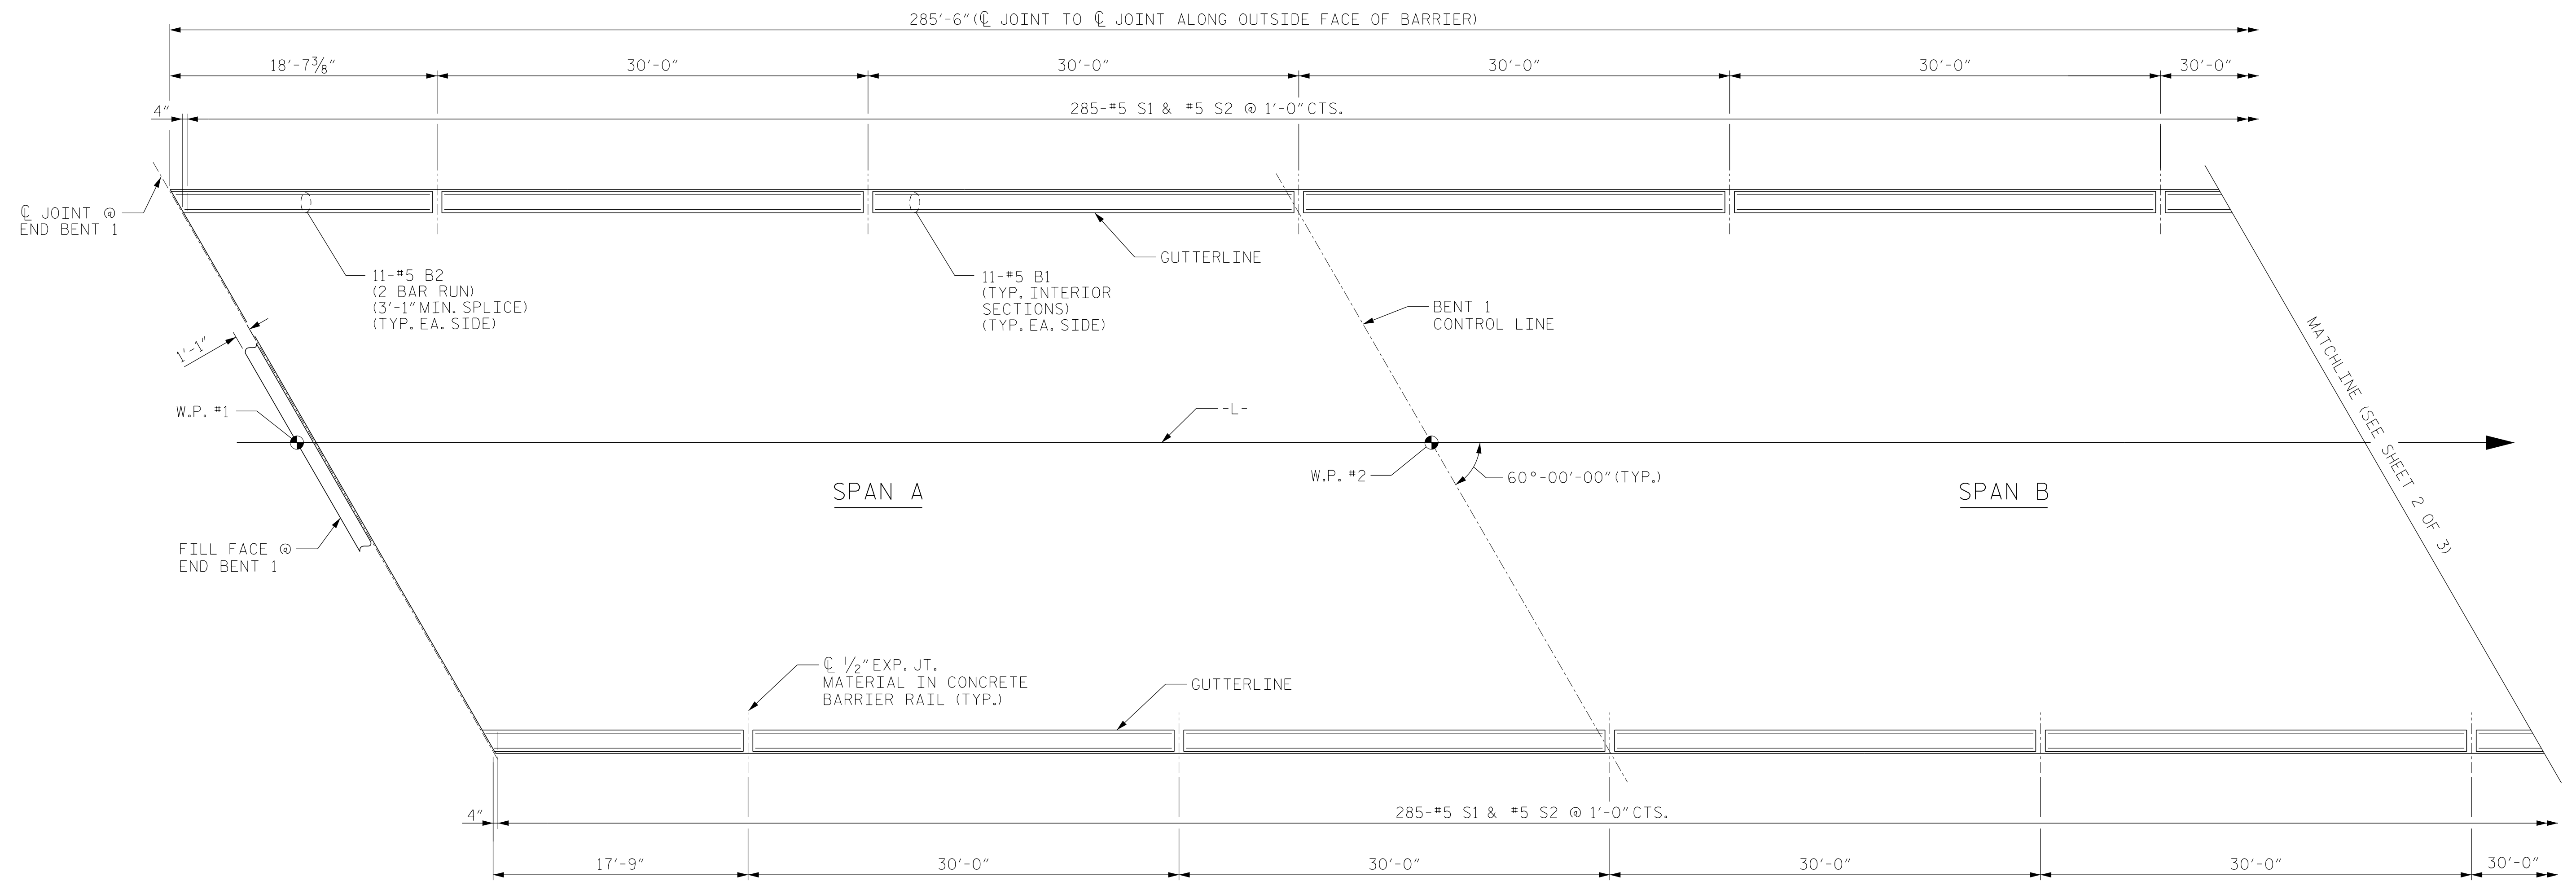 285'-6" (℄ JOINT TO ℄ JOINT ALONG OUTSIDE FACE OF BARRIER)
18'-7⅜"
30'-0"
30'-0"
30'-0"
30'-0"
30'-0"
4"
285-#5 S1 & #5 S2 @ 1'-0" CTS.
℄ JOINT @
END BENT 1
11-#5 B2
(2 BAR RUN)
(3'-1" MIN. SPLICE)
(TYP. EA. SIDE)
11-#5 B1
(TYP. INTERIOR
SECTIONS)
(TYP. EA. SIDE)
GUTTERLINE
BENT 1
CONTROL LINE
MATCHLINE (SEE SHEET 2 OF 3)
1'-1"
W.P. #1
-L-
W.P. #2
60°-00'-00" (TYP.)
SPAN A
SPAN B
FILL FACE @
END BENT 1
℄ ½" EXP. JT.
MATERIAL IN CONCRETE
BARRIER RAIL (TYP.)
GUTTERLINE
4"
285-#5 S1 & #5 S2 @ 1'-0" CTS.
17'-9"
30'-0"
30'-0"
30'-0"
30'-0"
30'-0"